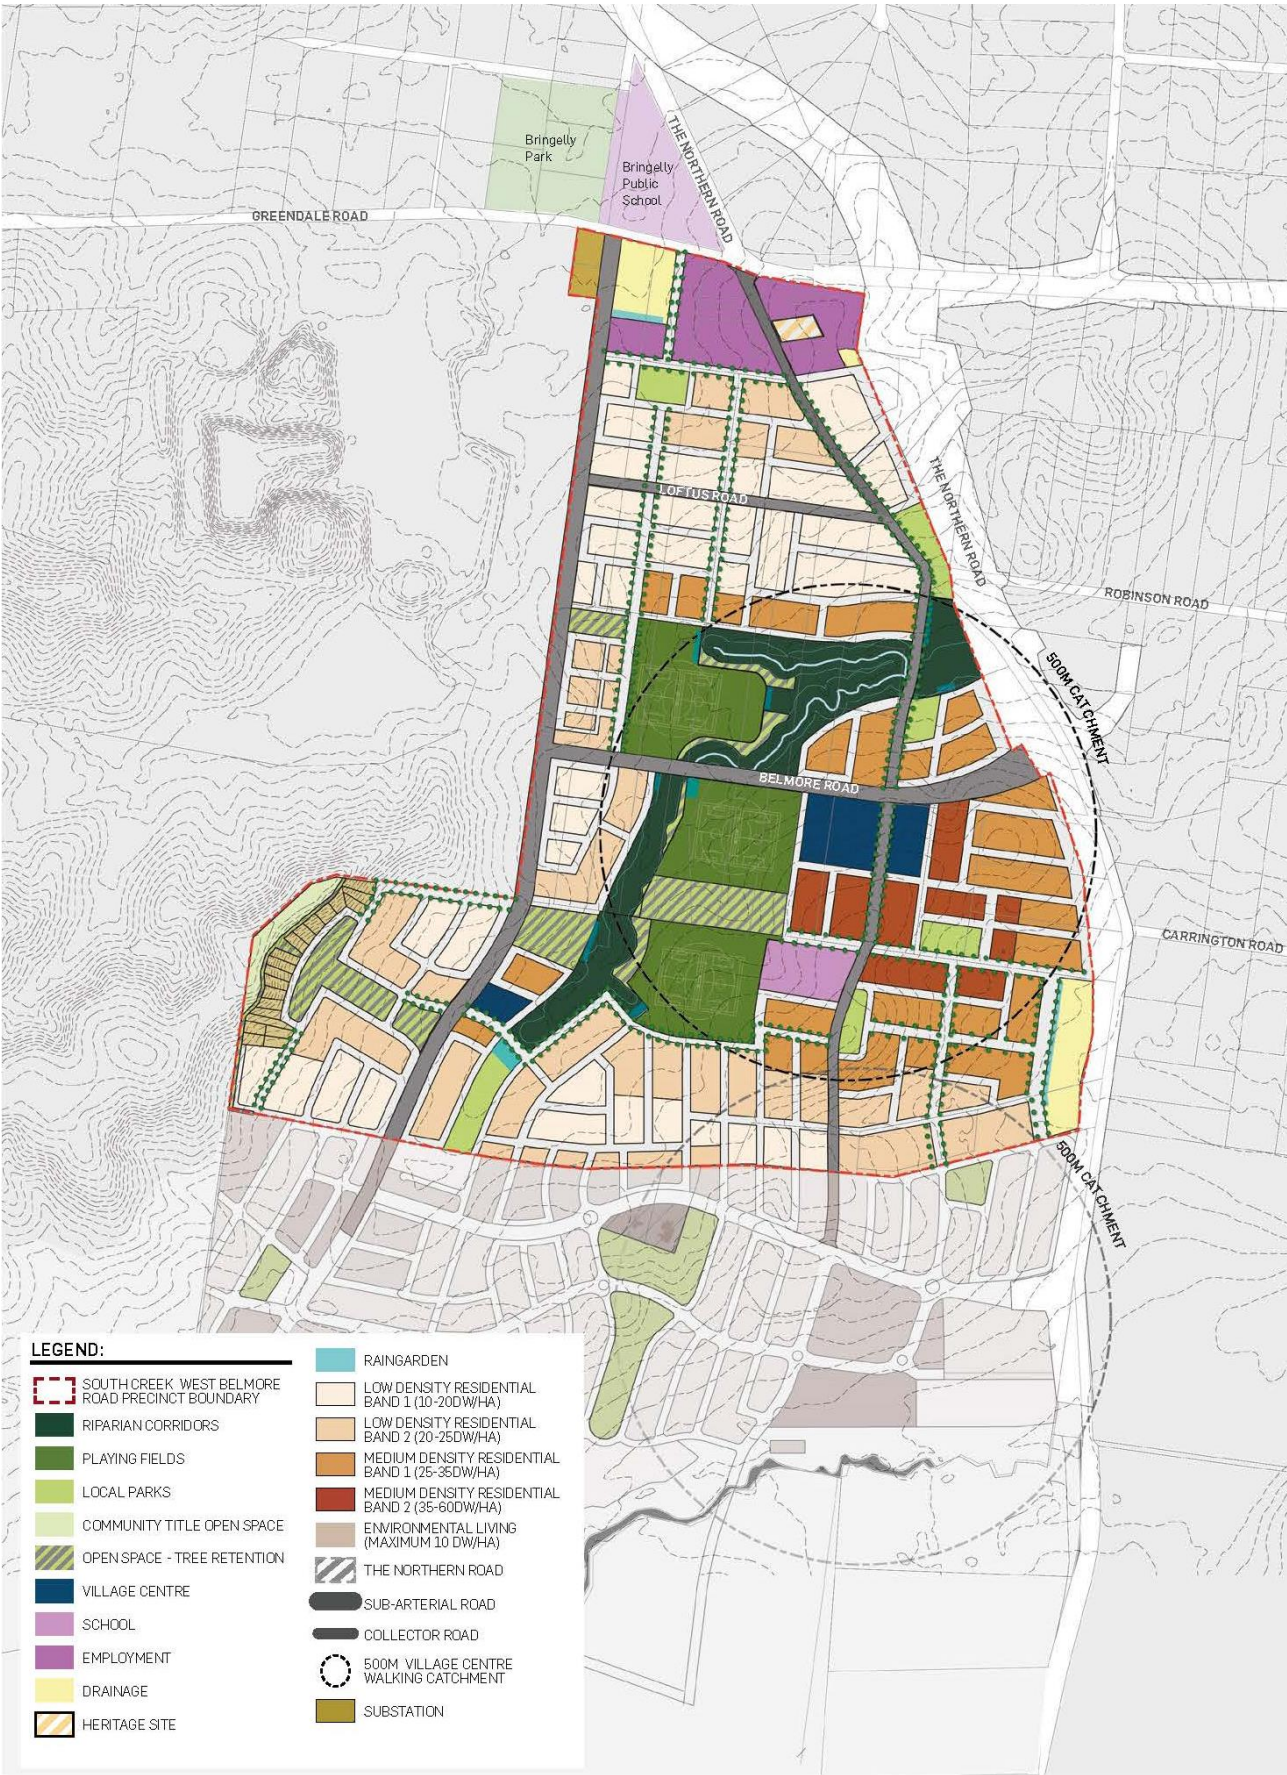 Bringelly
Park
Bringelly
Public
School
THE NORTHERN ROAD
GREENDALE ROAD
LOFTUS ROAD
THE NORTHERN ROAD
ROBINSON ROAD
500M CATCHMENT
BELMORE ROAD
CARRINGTON ROAD
500M CATCHMENT
LEGEND:
SOUTH CREEK WEST BELMORE
ROAD PRECINCT BOUNDARY
RIPARIAN CORRIDORS
PLAYING FIELDS
LOCAL PARKS
COMMUNITY TITLE OPEN SPACE
OPEN SPACE - TREE RETENTION
VILLAGE CENTRE
SCHOOL
EMPLOYMENT
DRAINAGE
HERITAGE SITE
RAINGARDEN
LOW DENSITY RESIDENTIAL
BAND 1 (10-20DW/HA)
LOW DENSITY RESIDENTIAL
BAND 2 (20-25DW/HA)
MEDIUM DENSITY RESIDENTIAL
BAND 1 (25-35DW/HA)
MEDIUM DENSITY RESIDENTIAL
BAND 2 (35-60DW/HA)
ENVIRONMENTAL LIVING
(MAXIMUM 10 DW/HA)
THE NORTHERN ROAD
SUB-ARTERIAL ROAD
COLLECTOR ROAD
500M VILLAGE CENTRE
WALKING CATCHMENT
SUBSTATION